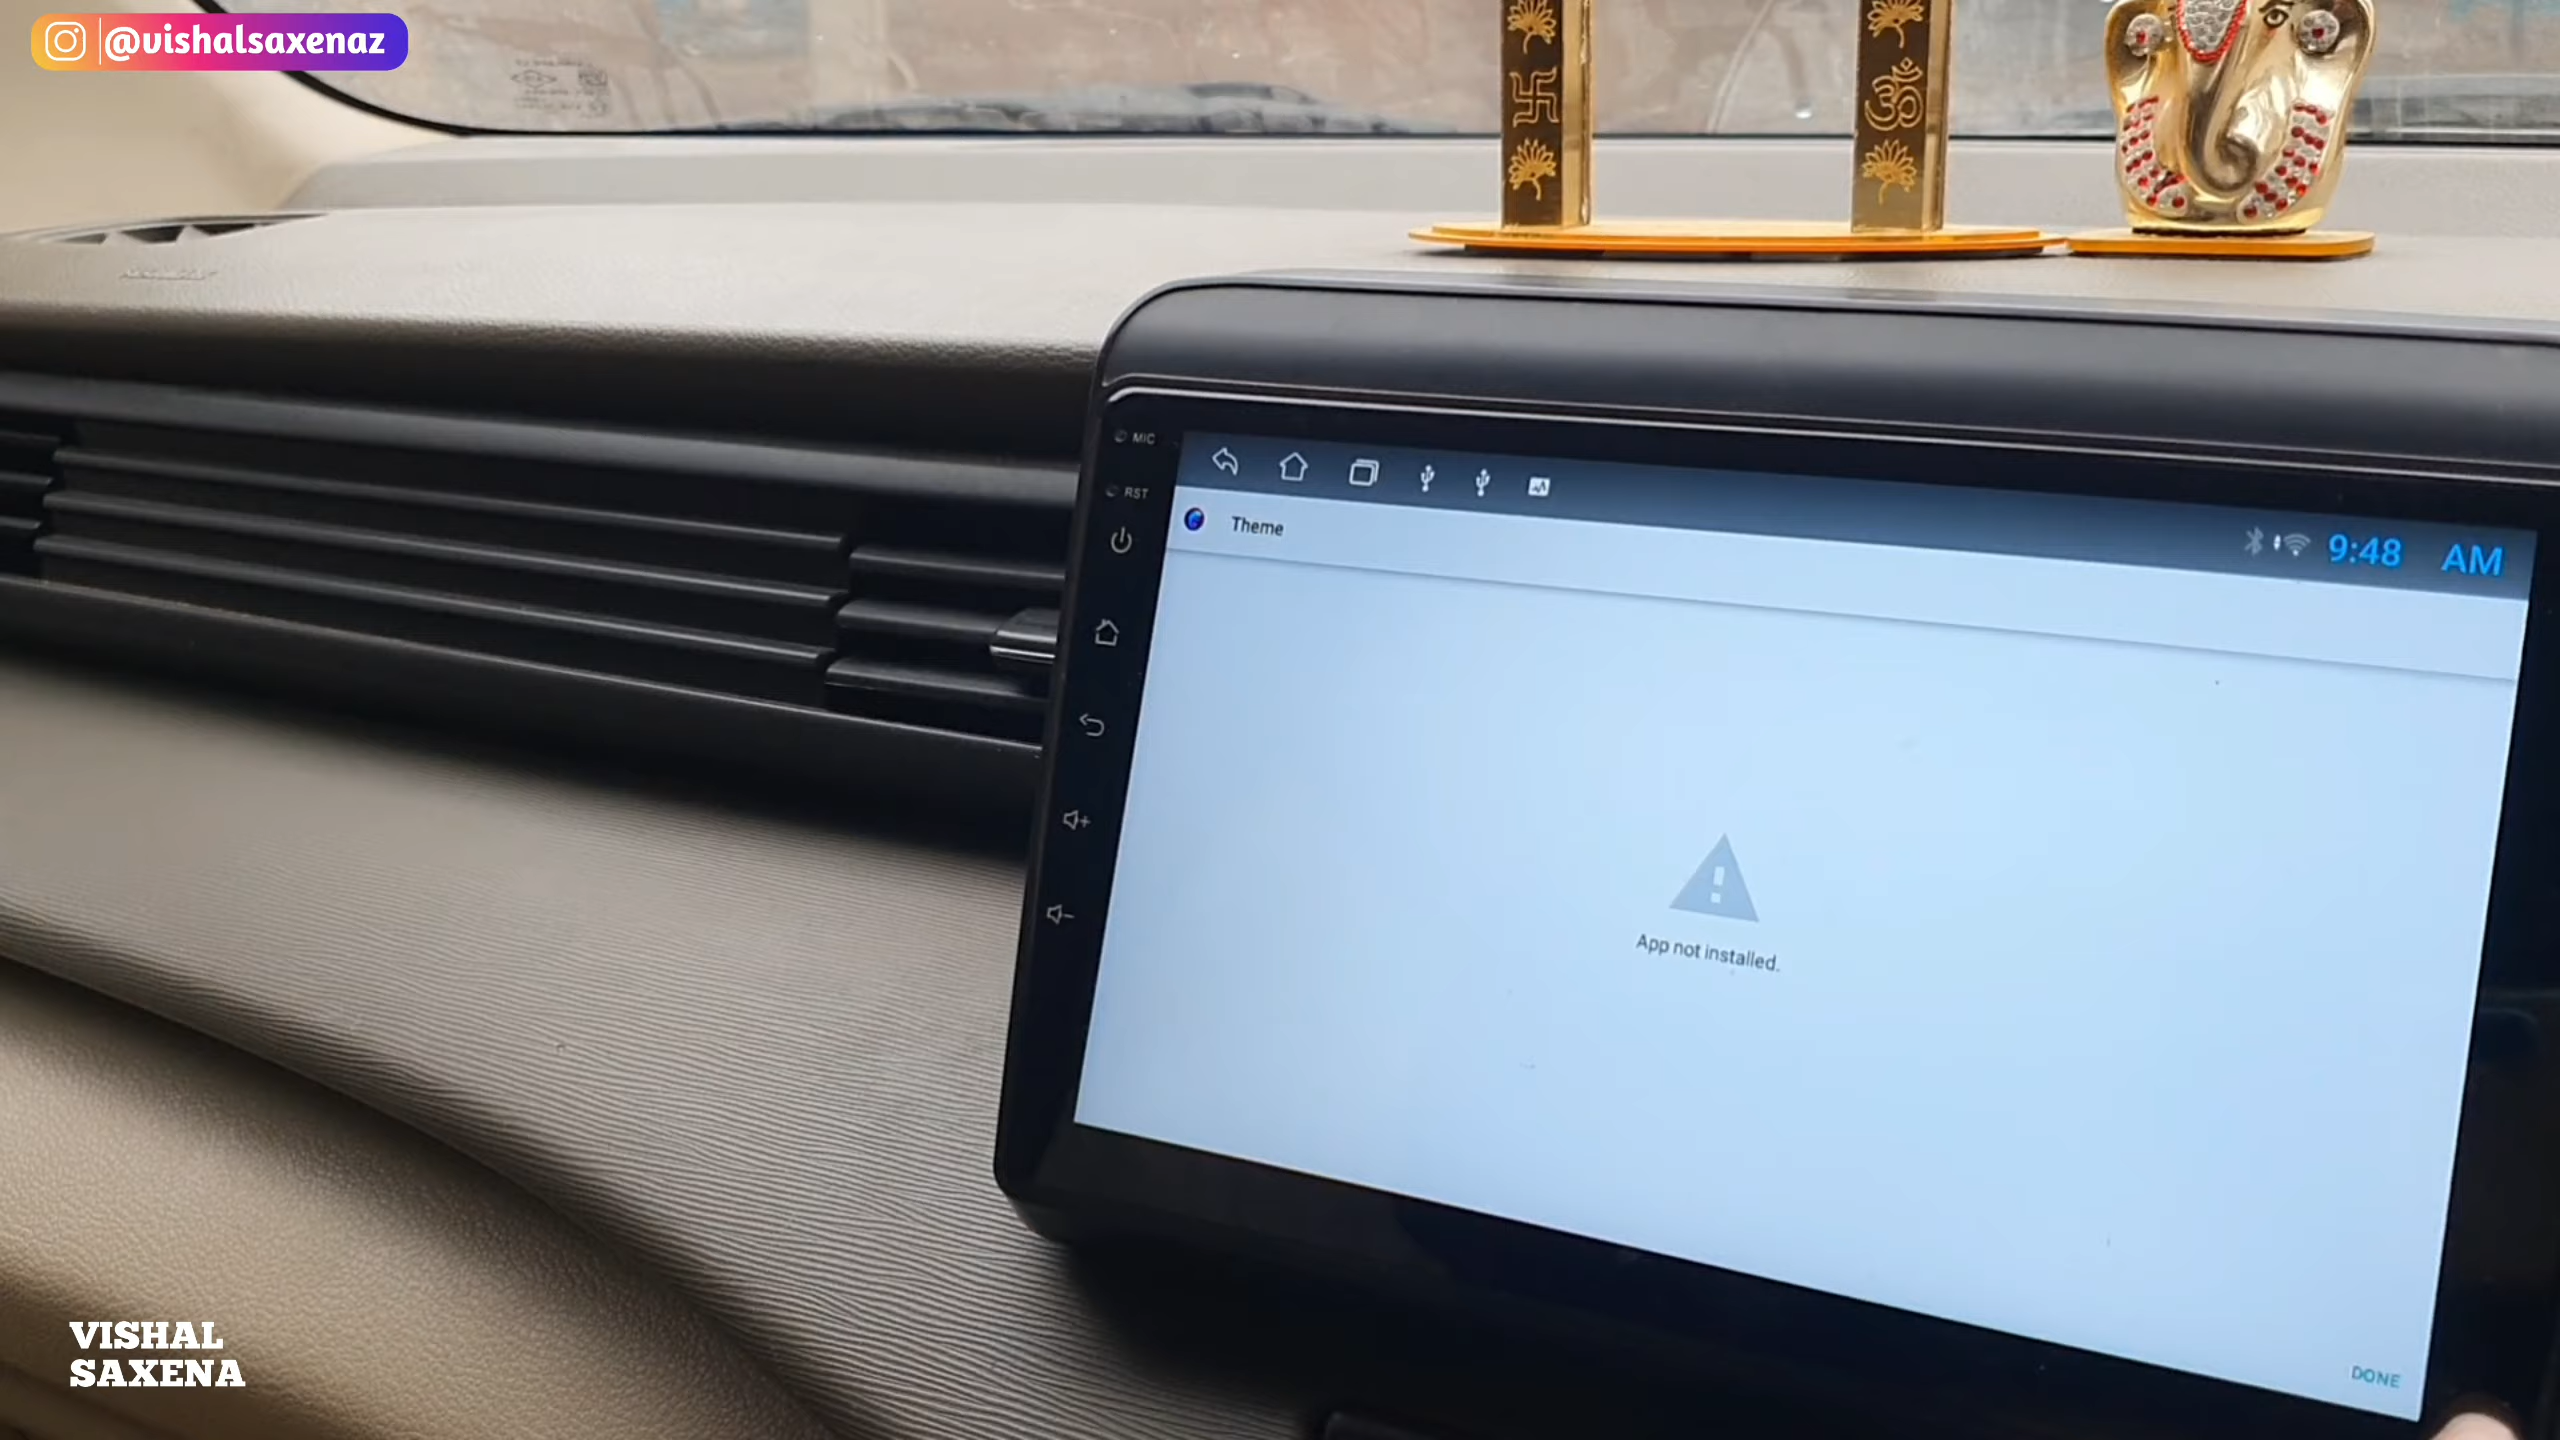 @vishalsaxenaz
ॐ
MIC
RST
Theme
9:48 AM
App not installed.
DONE
VISHAL
SAXENA